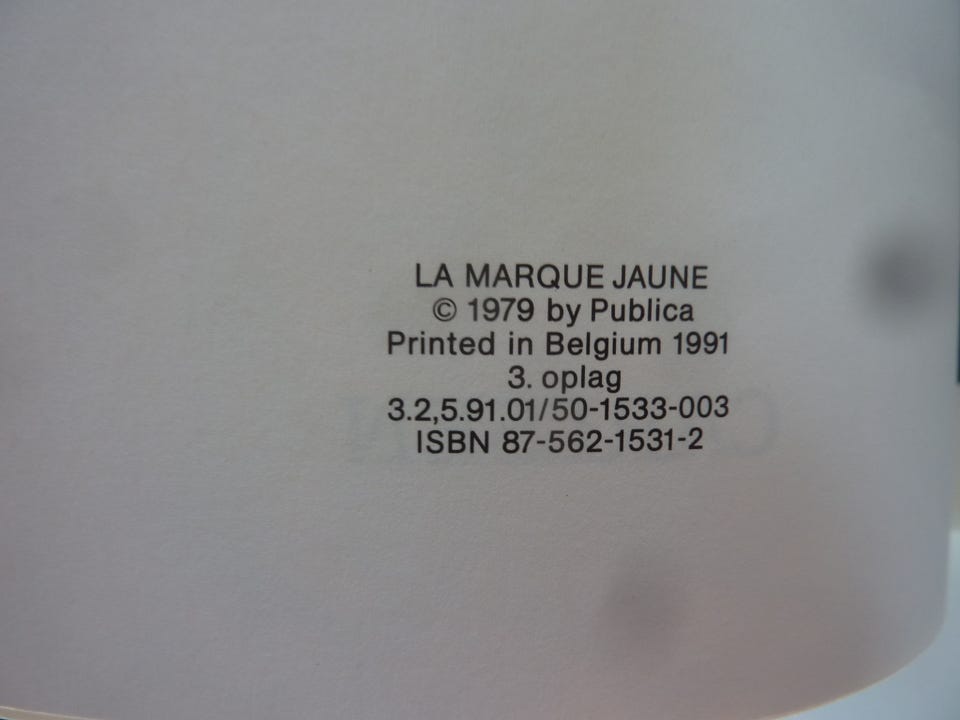 LA MARQUE JAUNE
© 1979 by Publica
Printed in Belgium 1991
3. oplag
3.2,5.91.01/50-1533-003
ISBN 87-562-1531-2